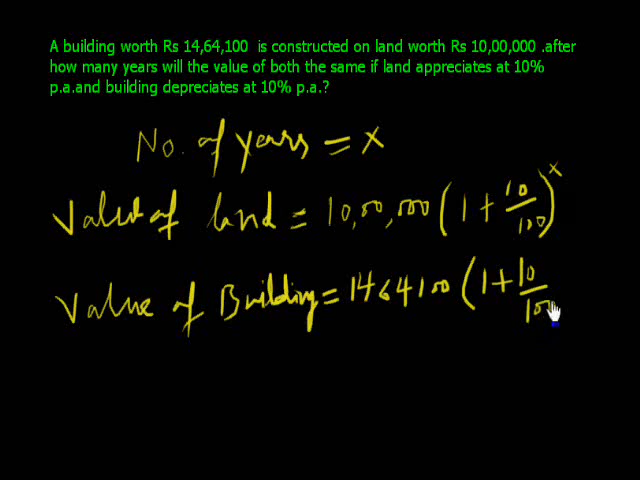 A building worth Rs 14,64,100 is constructed on land worth Rs 10,00,000 .after
how many years will the value of both the same if land appreciates at 10%
p.a.and building depreciates at 10% p.a.?
No. of years = x
Value of land = 10,00,000 (1 + 10/100)^x
Value of Building = 1464100 (1 + 10/100